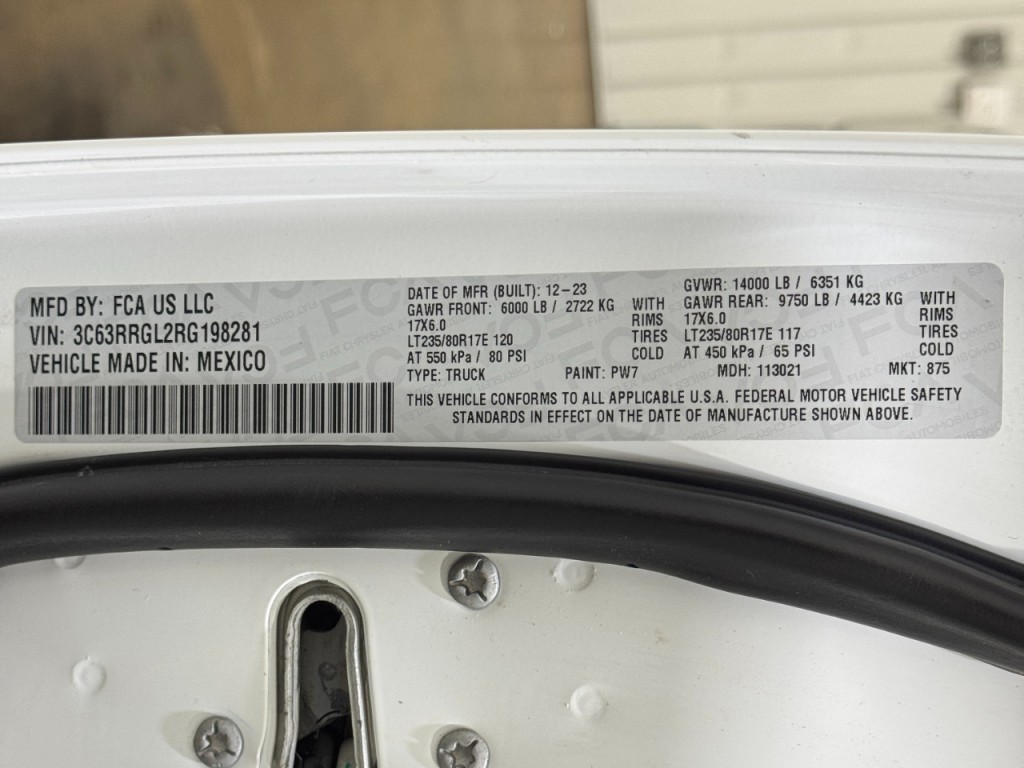 MFD BY: FCA US LLC
VIN: 3C63RRGL2RG198281
VEHICLE MADE IN: MEXICO
DATE OF MFR (BUILT): 12-23
GAWR FRONT: 6000 LB / 2722 KG WITH
17X6.0 RIMS
LT235/80R17E 120 TIRES
AT 550 kPa / 80 PSI COLD
GVWR: 14000 LB / 6351 KG
GAWR REAR: 9750 LB / 4423 KG WITH
17X6.0 RIMS
LT235/80R17E 117 TIRES
AT 450 kPa / 65 PSI COLD
TYPE: TRUCK PAINT: PW7 MDH: 113021 MKT: 875
THIS VEHICLE CONFORMS TO ALL APPLICABLE U.S.A. FEDERAL MOTOR VEHICLE SAFETY
STANDARDS IN EFFECT ON THE DATE OF MANUFACTURE SHOWN ABOVE.